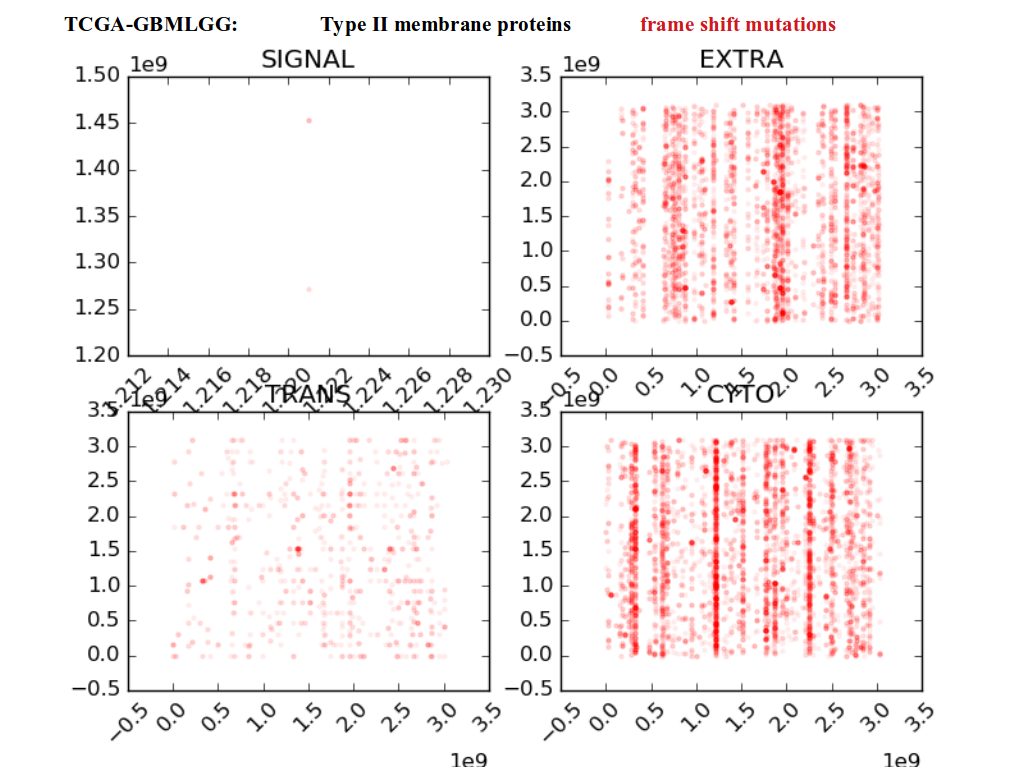 TCGA-GBMLGG: Type II membrane proteins frame shift mutations
1e9 SIGNAL 1e9 EXTRA
1.50 3.5
1.45 3.0
1.40 2.5
1.35 2.0
1.30 1.5
1.25 1.0
1.20 0.5
0.0
−0.5
1.212 1.214 1.216 1.218 1.220 1.222 1.224 1.226 1.228 1.230
−0.5 0.0 0.5 1.0 1.5 2.0 2.5 3.0 3.5
1e9 TRANS 1e9 CYTO
3.5 3.5
3.0 3.0
2.5 2.5
2.0 2.0
1.5 1.5
1.0 1.0
0.5 0.5
0.0 0.0
−0.5 −0.5
−0.5 0.0 0.5 1.0 1.5 2.0 2.5 3.0 3.5 −0.5 0.0 0.5 1.0 1.5 2.0 2.5 3.0 3.5
1e9 1e9